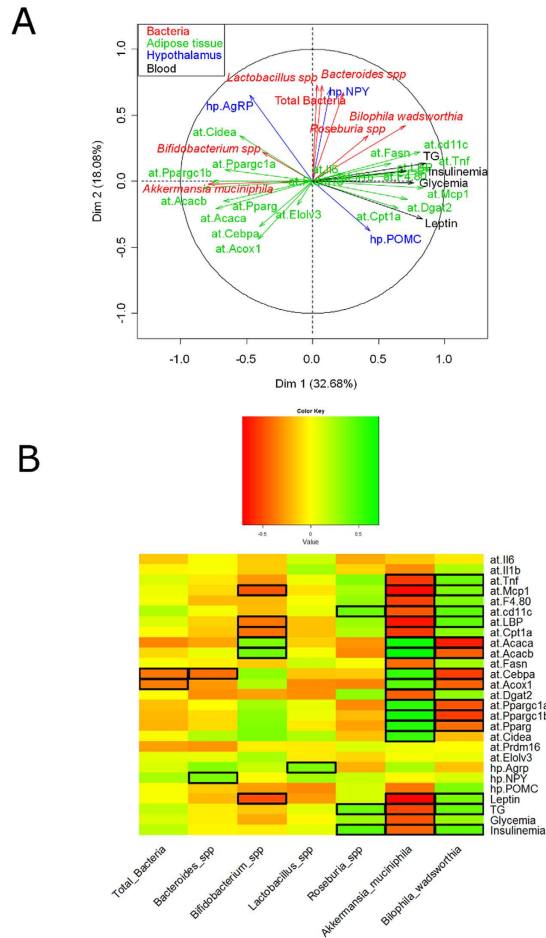 A
Bacteria
Adipose tissue
Hypothalamus
Blood
Lactobacillus spp
Bacteroides spp
hp.NPY
Total Bacteria
hp.AgRP
Bilophila wadsworthia
Roseburia spp
at.Cidea
Bifidobacterium spp
at.cd11c
at.Fasn
TG
at.Tnf
at.Ppargc1a
at.Il6
at.Ppargc1b
Insulinemia
Glycemia
Akkermansia muciniphila
at.Mcp1
at.Acacb
at.Pparg
at.Dgat2
at.Acaca
at.Elolv3
at.Cpt1a
Leptin
at.Cebpa
hp.POMC
at.Acox1
Dim 2 (18.08%)
1.0
0.5
0.0
-0.5
-1.0
-1.0 -0.5 0.0 0.5 1.0
Dim 1 (32.68%)
B
Color Key
-0.5 0 0.5
Value
at.Il6
at.Il1b
at.Tnf
at.Mcp1
at.F4.80
at.cd11c
at.LBP
at.Cpt1a
at.Acaca
at.Acacb
at.Fasn
at.Cebpa
at.Acox1
at.Dgat2
at.Ppargc1a
at.Ppargc1b
at.Pparg
at.Cidea
at.Prdm16
at.Elolv3
hp.Agrp
hp.NPY
hp.POMC
Leptin
TG
Glycemia
Insulinemia
Total_Bacteria
Bacteroides_spp
Bifidobacterium_spp
Lactobacillus_spp
Roseburia_spp
Akkermansia_muciniphila
Bilophila_wadsworthia